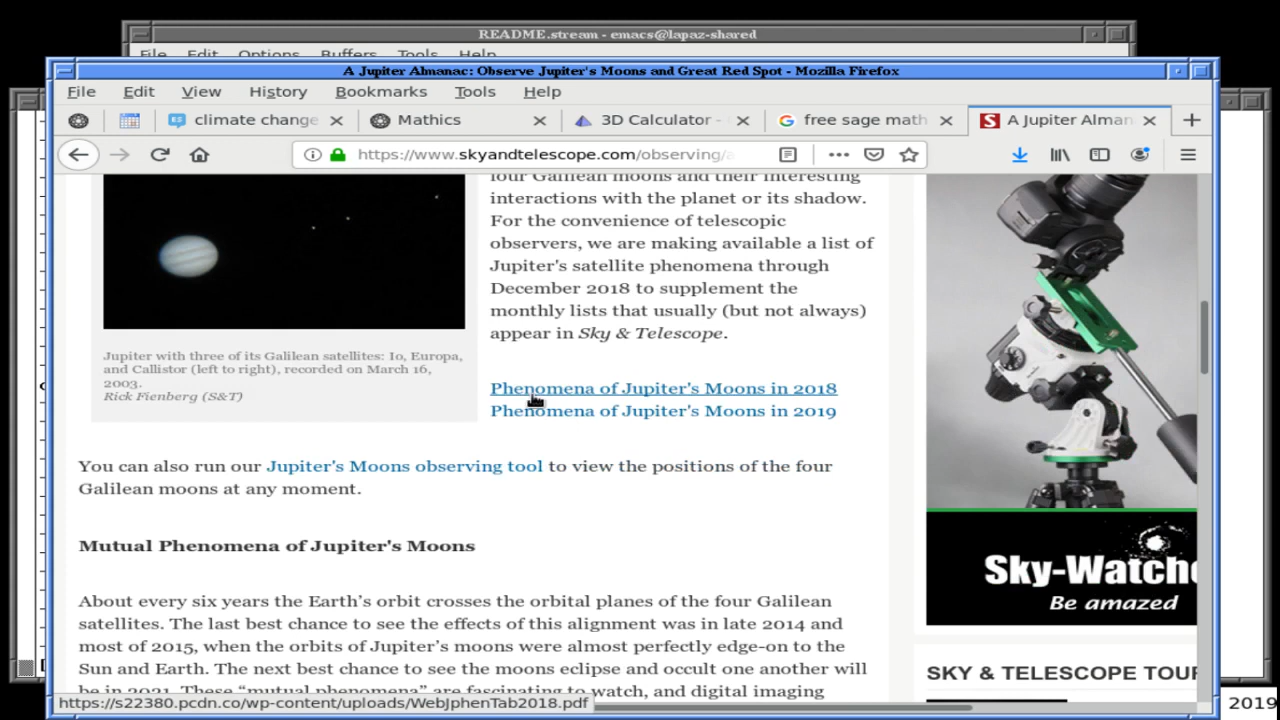 README.stream - emacs@lapaz-shared
File Edit Options Buffers Tools Help
A Jupiter Almanac: Observe Jupiter's Moons and Great Red Spot - Mozilla Firefox
File Edit View History Bookmarks Tools Help
climate change
Mathics
3D Calculator -
free sage math
A Jupiter Alman
https://www.skyandtelescope.com/observing/a
four Galilean moons and their interesting
interactions with the planet or its shadow.
For the convenience of telescopic
observers, we are making available a list of
Jupiter's satellite phenomena through
December 2018 to supplement the
monthly lists that usually (but not always)
appear in Sky & Telescope.
Jupiter with three of its Galilean satellites: Io, Europa,
and Callistor (left to right), recorded on March 16,
2003.
Rick Fienberg (S&T)
Phenomena of Jupiter's Moons in 2018
Phenomena of Jupiter's Moons in 2019
You can also run our Jupiter's Moons observing tool to view the positions of the four
Galilean moons at any moment.
Mutual Phenomena of Jupiter's Moons
About every six years the Earth’s orbit crosses the orbital planes of the four Galilean
satellites. The last best chance to see the effects of this alignment was in late 2014 and
most of 2015, when the orbits of Jupiter’s moons were almost perfectly edge-on to the
Sun and Earth. The next best chance to see the moons eclipse and occult one another will
be in 2021. These “mutual phenomena” are fascinating to watch, and digital imaging
Sky-Watche
Be amazed
SKY & TELESCOPE TOUR
https://s22380.pcdn.co/wp-content/uploads/WebJphenTab2018.pdf
2019